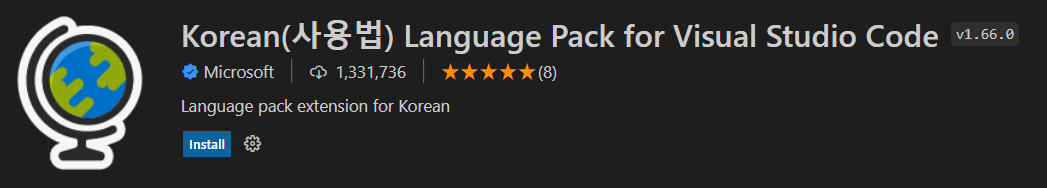 Korean(사용법) Language Pack for Visual Studio Code v1.66.0
Microsoft 1,331,736 (8)
Language pack extension for Korean
Install